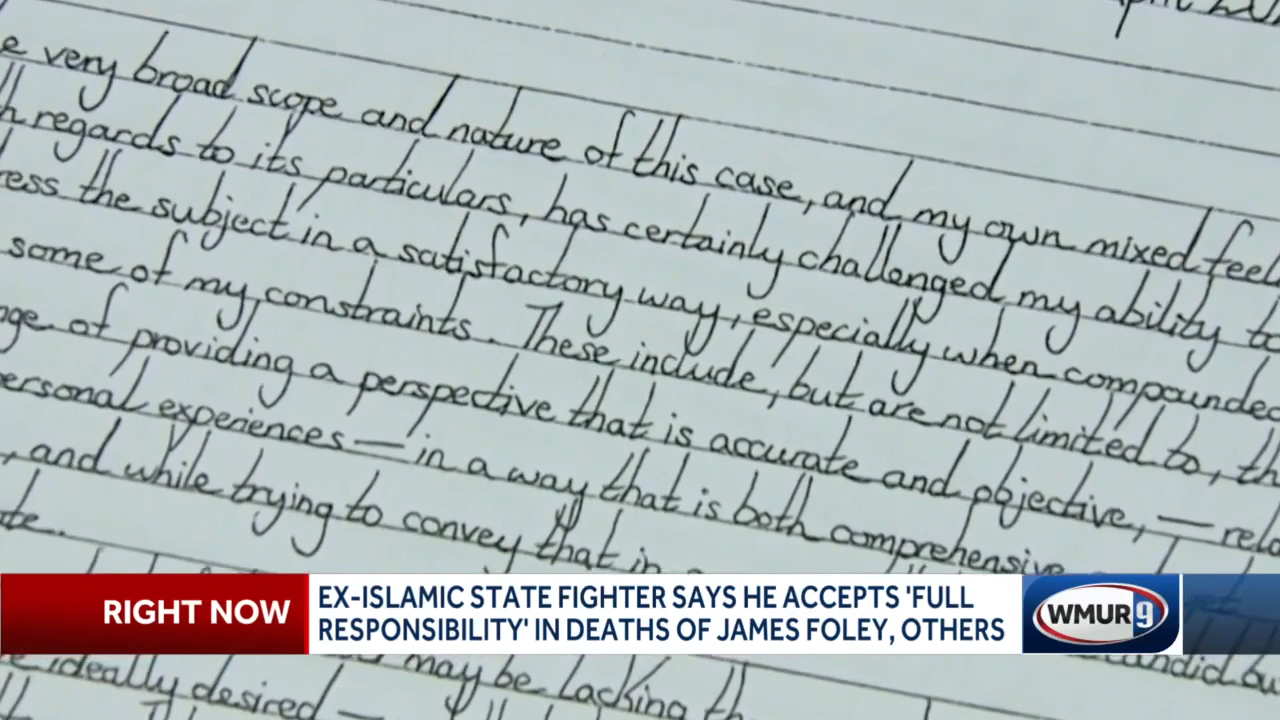 e very broad scope and nature of this case, and my own mixed feel
h regards to its particulars, has certainly challenged my ability to
ress the subject in a satisfactory way, especially when compounded
some of my constraints. These include, but are not limited to, th
nge of providing a perspective that is accurate and objective, — rela
ersonal experiences — in a way that is both comprehensive
, and while trying to convey that in
te.
RIGHT NOW
EX-ISLAMIC STATE FIGHTER SAYS HE ACCEPTS 'FULL
RESPONSIBILITY' IN DEATHS OF JAMES FOLEY, OTHERS
WMUR 9
may be lacking th
candid bu
e ideally desired —